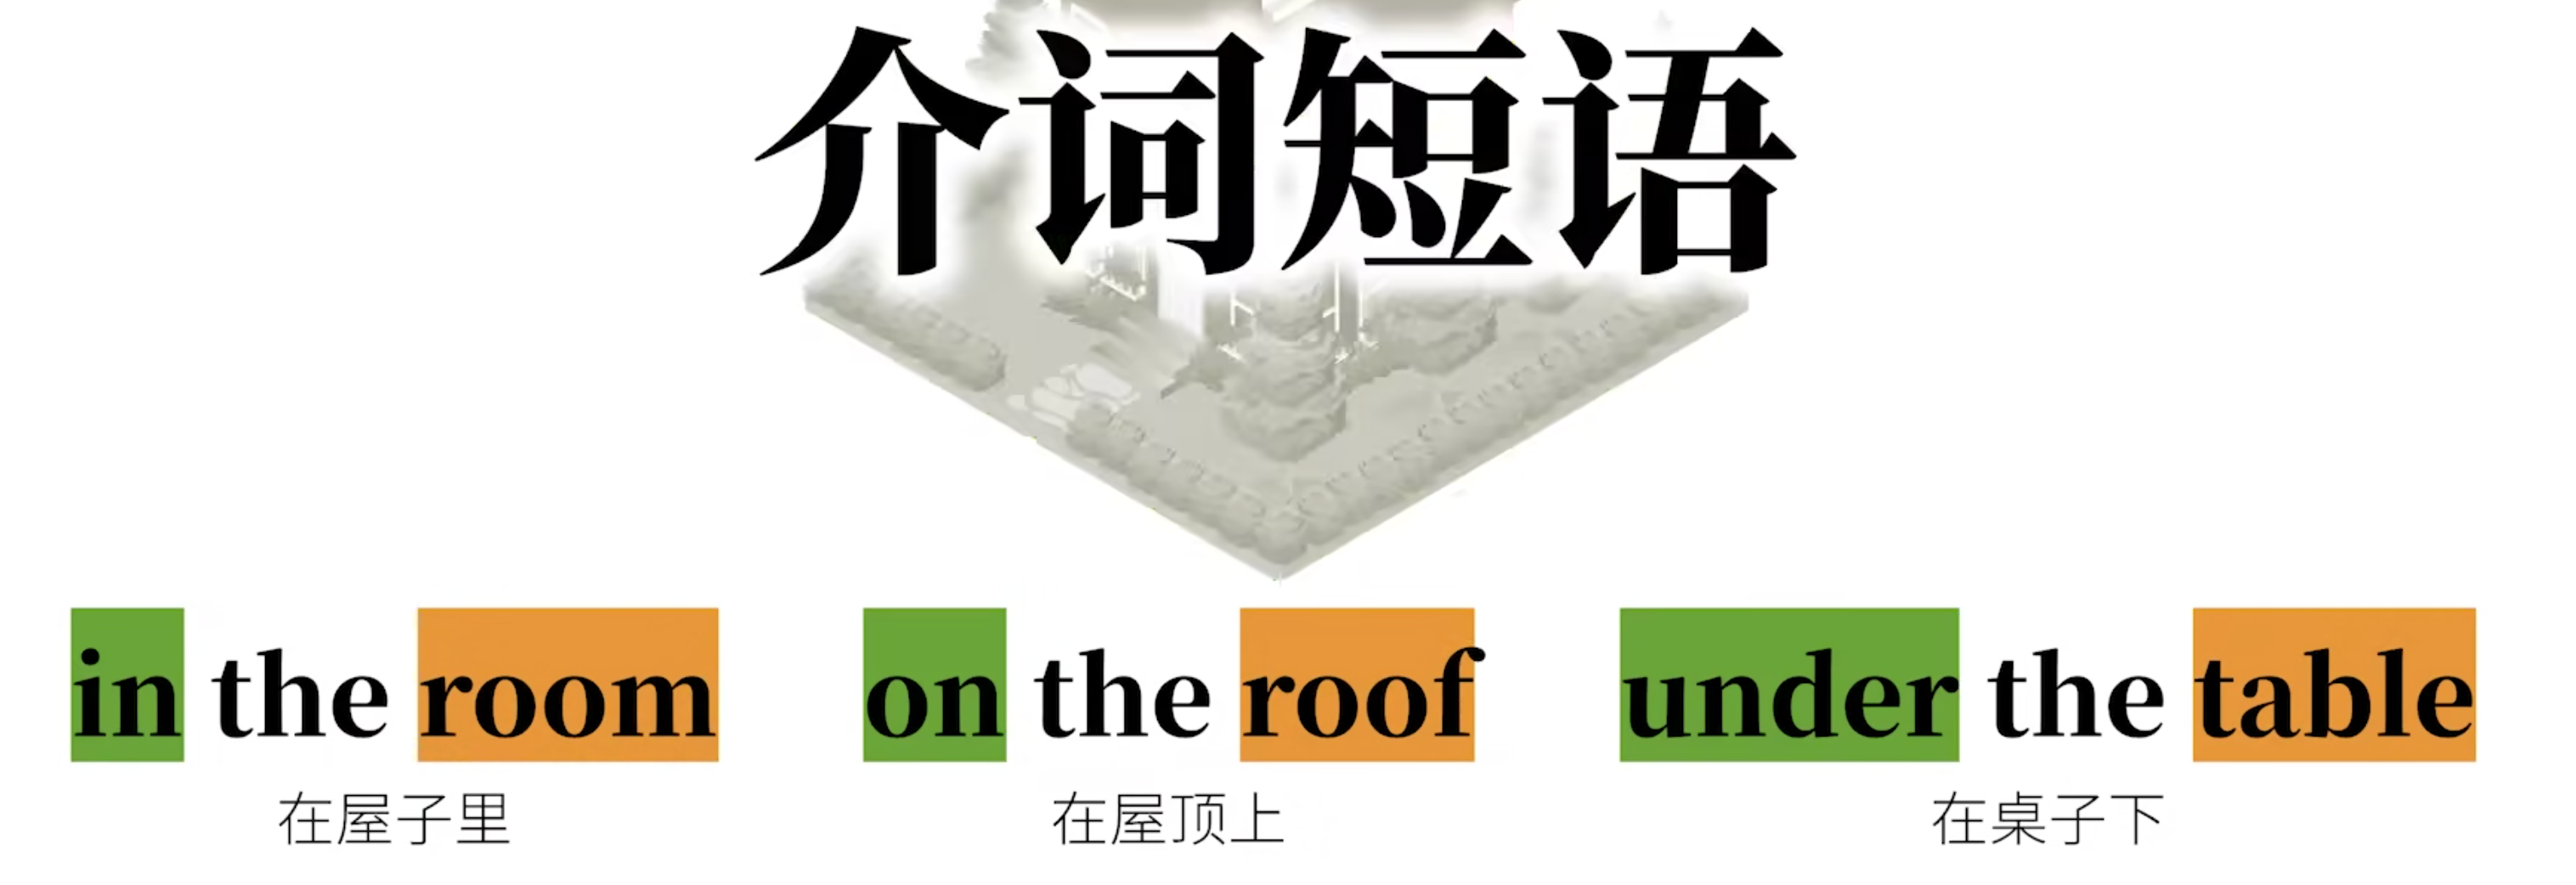 介词短语
in the room on the roof under the table
在屋子里 在屋顶上 在桌子下